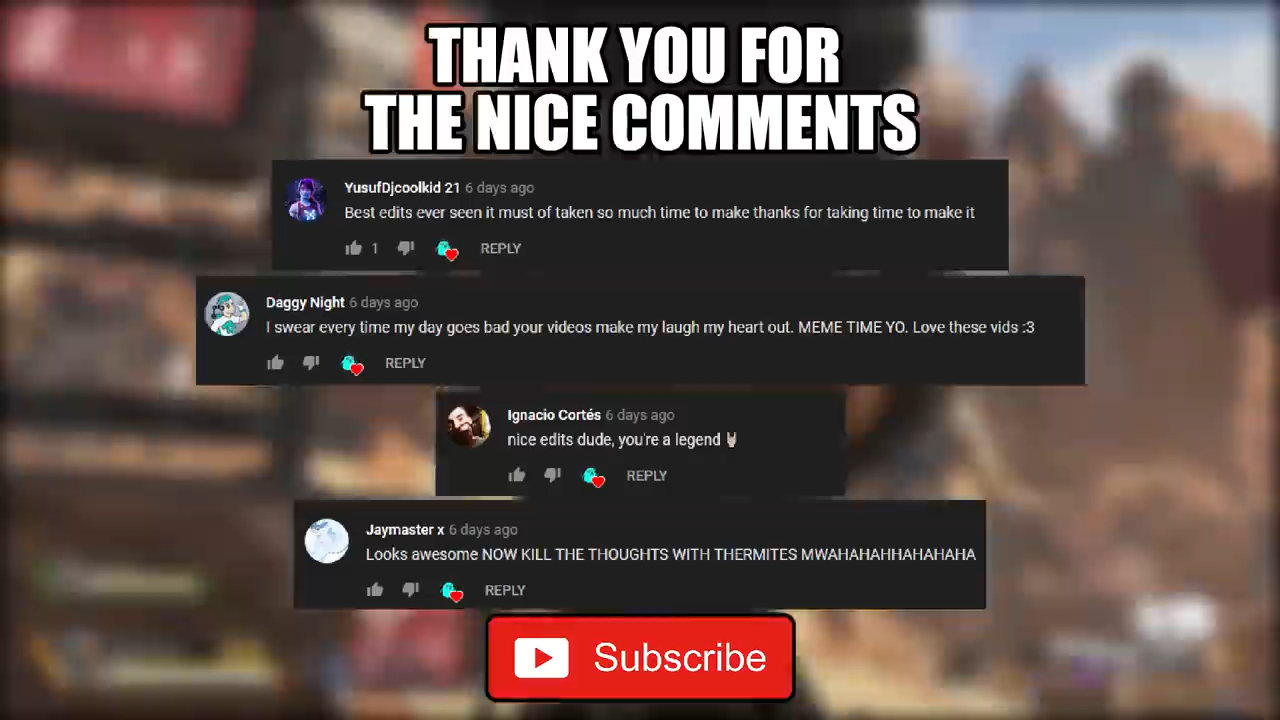 THANK YOU FOR
THE NICE COMMENTS
YusufDjcoolkid 21 6 days ago
Best edits ever seen it must of taken so much time to make thanks for taking time to make it
1 REPLY
Daggy Night 6 days ago
I swear every time my day goes bad your videos make my laugh my heart out. MEME TIME YO. Love these vids :3
REPLY
Ignacio Cortés 6 days ago
nice edits dude, you're a legend 🤘
REPLY
Jaymaster x 6 days ago
Looks awesome NOW KILL THE THOUGHTS WITH THERMITES MWAHAHAHHAHAHAHA
REPLY
Subscribe